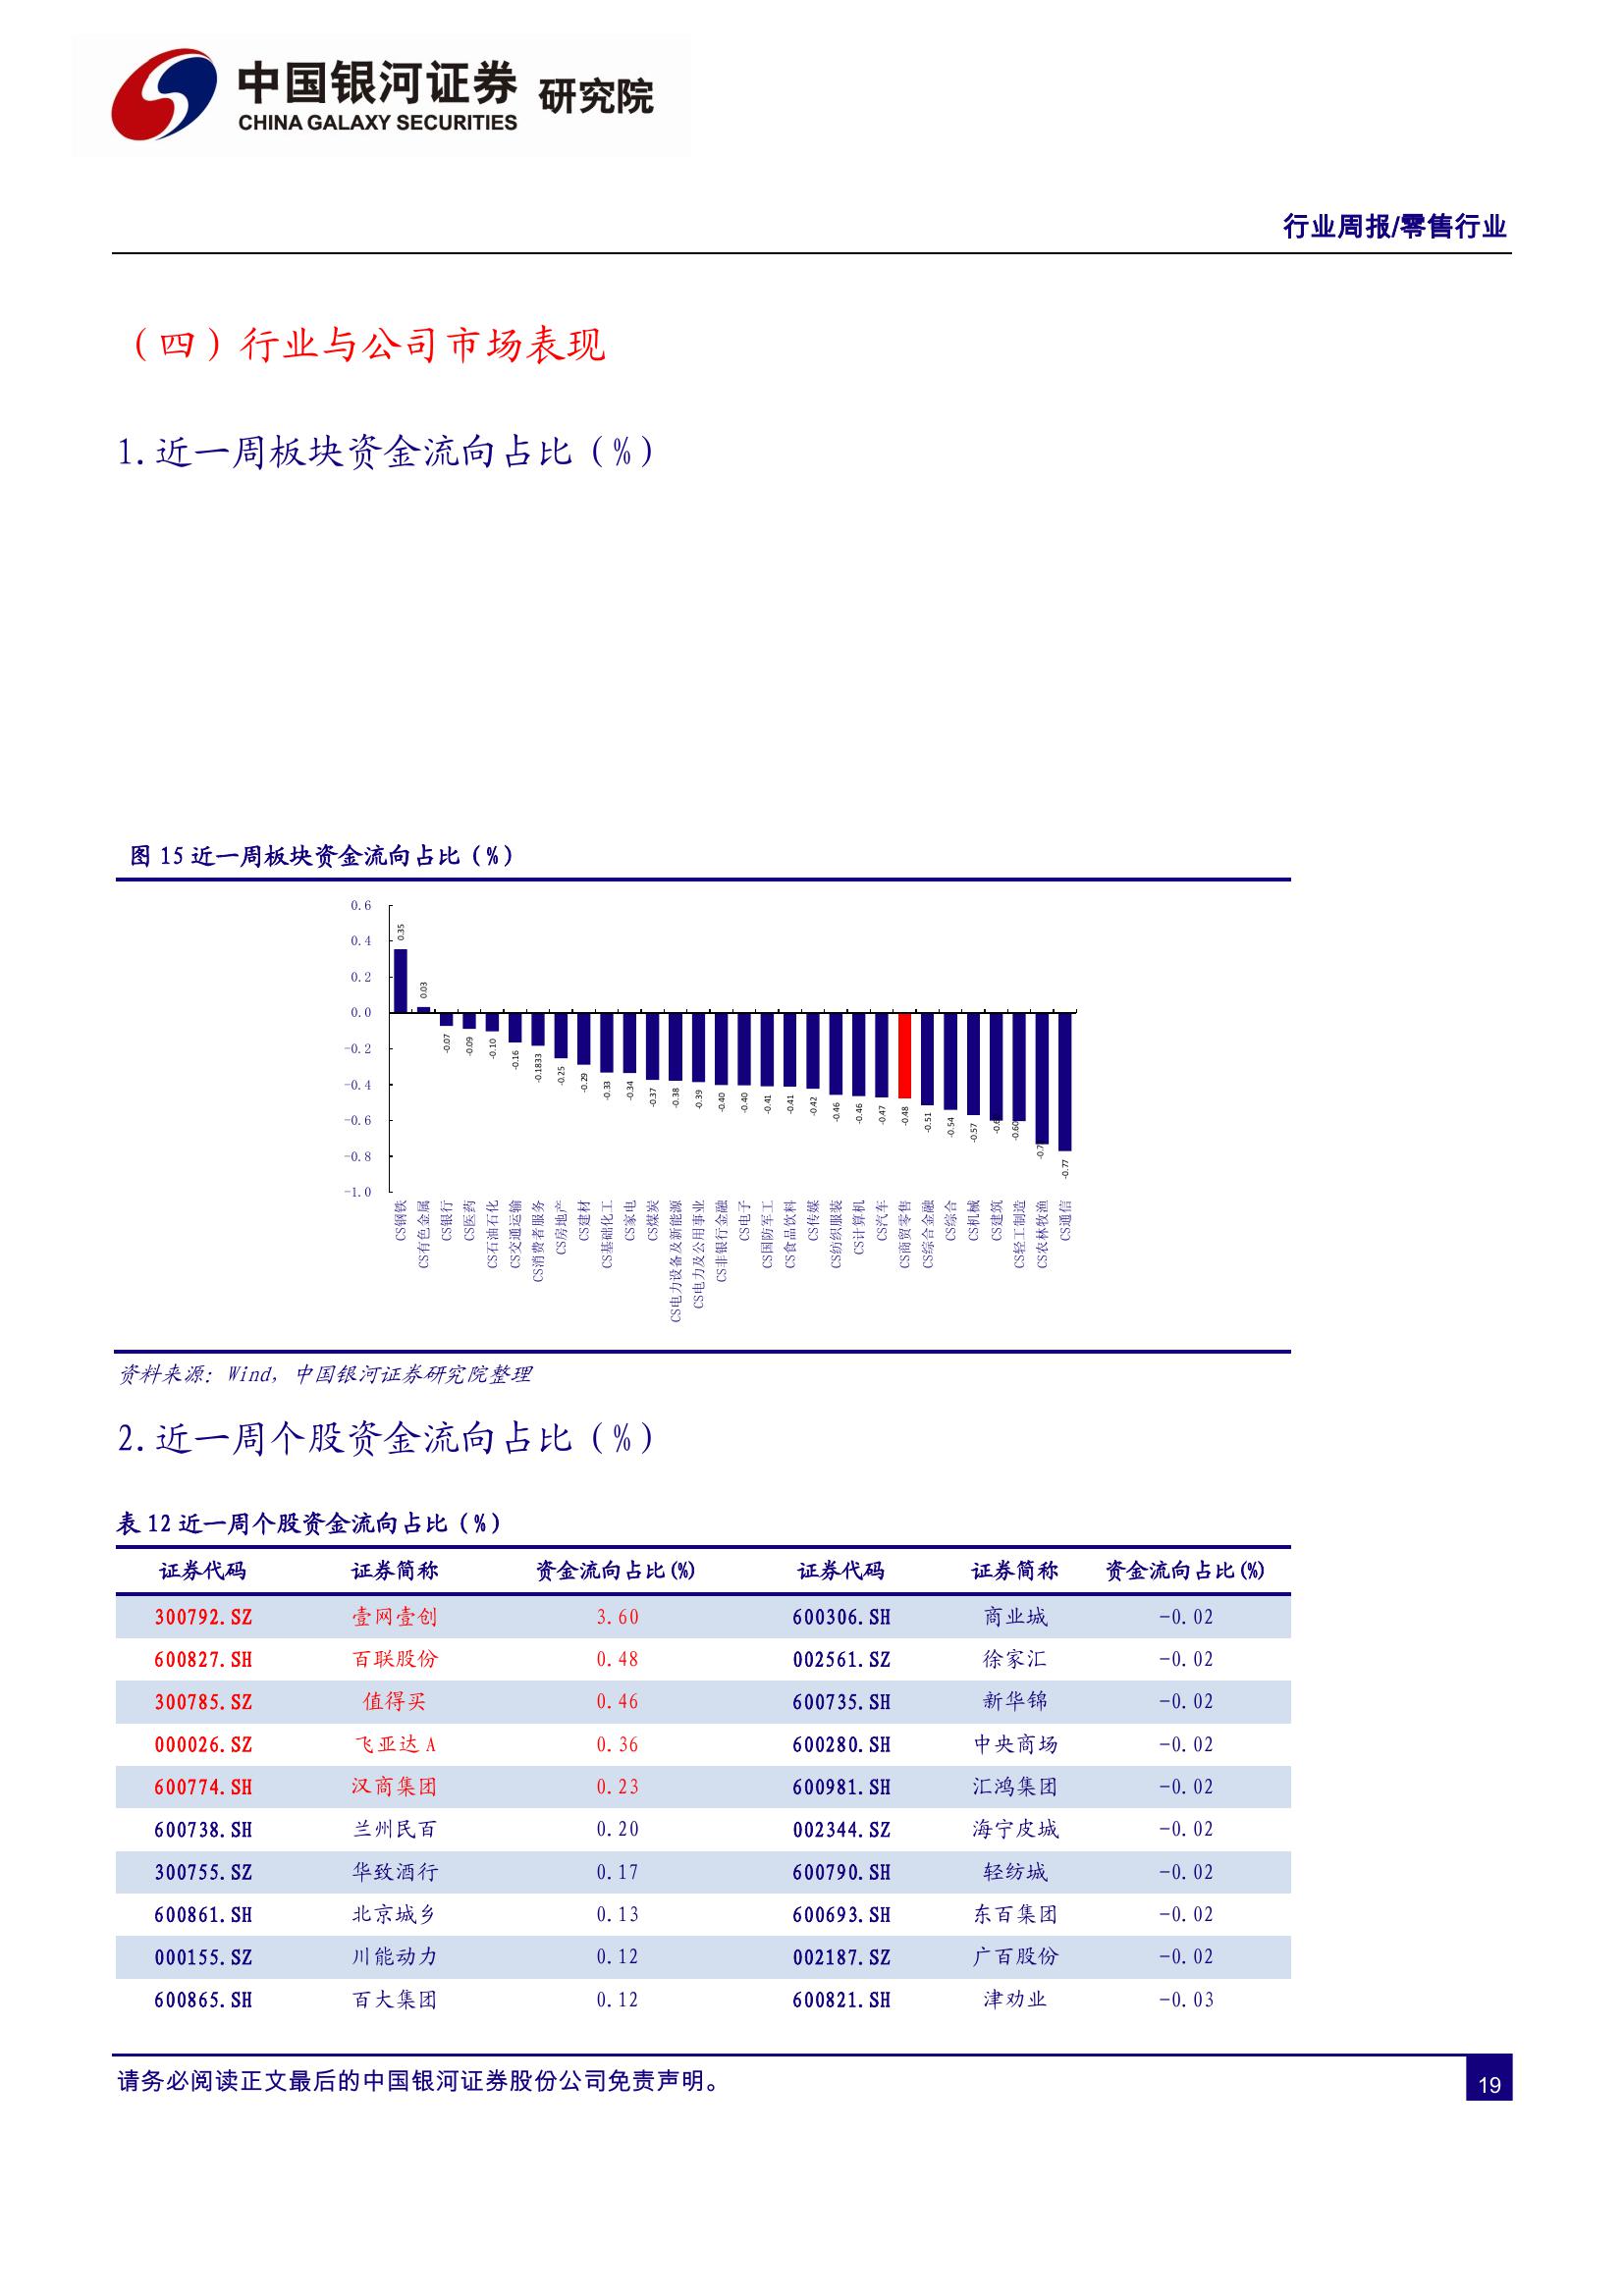 中国银河证券 研究院
CHINA GALAXY SECURITIES
行业周报/零售行业
（四）行业与公司市场表现
1.近一周板块资金流向占比（%）
图 15 近一周板块资金流向占比（%）
0.6
0.4
0.2
0.0
-0.2
-0.4
-0.6
-0.8
-1.0
0.35
0.03
-0.07
-0.09
-0.10
-0.16
-0.1833
-0.25
-0.29
-0.33
-0.34
-0.37
-0.38
-0.39
-0.40
-0.40
-0.41
-0.41
-0.42
-0.46
-0.46
-0.47
-0.48
-0.51
-0.54
-0.57
-0.60
-0.77
CS钢铁
CS有色金属
CS银行
CS医药
CS石油石化
CS交通运输
CS消费者服务
CS房地产
CS建材
CS基础化工
CS家电
CS煤炭
CS电力设备及新能源
CS电力及公用事业
CS非银行金融
CS电子
CS国防军工
CS食品饮料
CS传媒
CS纺织服装
CS计算机
CS汽车
CS商贸零售
CS综合金融
CS综合
CS机械
CS建筑
CS轻工制造
CS农林牧渔
CS通信
资料来源：Wind，中国银河证券研究院整理
2.近一周个股资金流向占比（%）
表 12 近一周个股资金流向占比（%）
证券代码 证券简称 资金流向占比(%) 证券代码 证券简称 资金流向占比(%)
300792.SZ 壹网壹创 3.60 600306.SH 商业城 -0.02
600827.SH 百联股份 0.48 002561.SZ 徐家汇 -0.02
300785.SZ 值得买 0.46 600735.SH 新华锦 -0.02
000026.SZ 飞亚达 A 0.36 600280.SH 中央商场 -0.02
600774.SH 汉商集团 0.23 600981.SH 汇鸿集团 -0.02
600738.SH 兰州民百 0.20 002344.SZ 海宁皮城 -0.02
300755.SZ 华致酒行 0.17 600790.SH 轻纺城 -0.02
600861.SH 北京城乡 0.13 600693.SH 东百集团 -0.02
000155.SZ 川能动力 0.12 002187.SZ 广百股份 -0.02
600865.SH 百大集团 0.12 600821.SH 津劝业 -0.03
请务必阅读正文最后的中国银河证券股份公司免责声明。
19